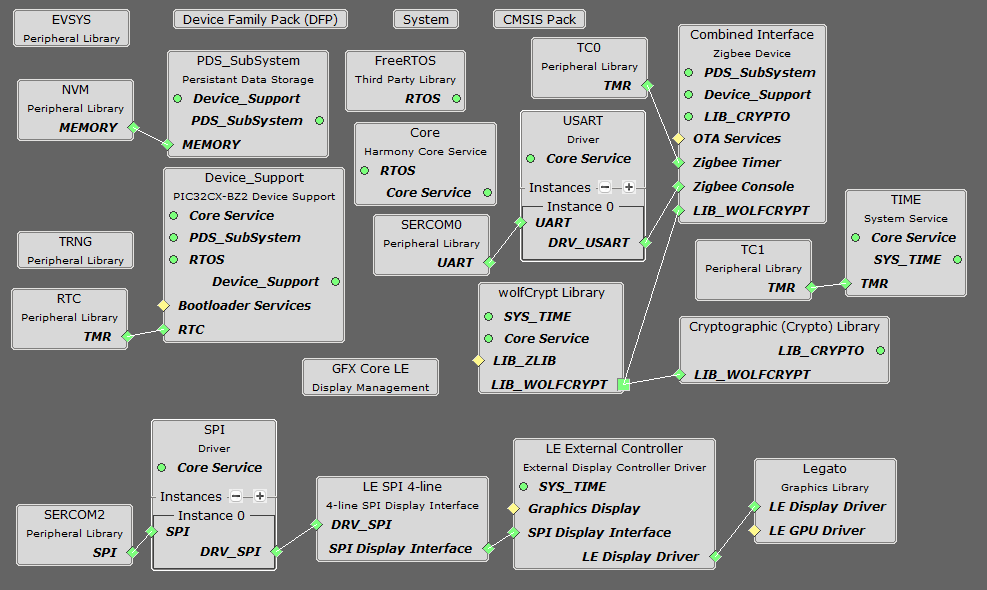 EVSYS
Peripheral Library
Device Family Pack (DFP)
System
CMSIS Pack
NVM
Peripheral Library
MEMORY
PDS_SubSystem
Persistant Data Storage
Device_Support
PDS_SubSystem
MEMORY
FreeRTOS
Third Party Library
RTOS
TC0
Peripheral Library
TMR
Combined Interface
Zigbee Device
PDS_SubSystem
Device_Support
LIB_CRYPTO
OTA Services
Zigbee Timer
Zigbee Console
LIB_WOLFCRYPT
Core
Harmony Core Service
RTOS
Core Service
USART
Driver
Core Service
Instances
Instance 0
UART
DRV_USART
Device_Support
PIC32CX-BZ2 Device Support
Core Service
PDS_SubSystem
RTOS
Device_Support
Bootloader Services
RTC
SERCOM0
Peripheral Library
UART
TIME
System Service
Core Service
SYS_TIME
TMR
TRNG
Peripheral Library
TC1
Peripheral Library
TMR
RTC
Peripheral Library
TMR
wolfCrypt Library
SYS_TIME
Core Service
LIB_ZLIB
LIB_WOLFCRYPT
Cryptographic (Crypto) Library
LIB_CRYPTO
LIB_WOLFCRYPT
GFX Core LE
Display Management
SPI
Driver
Core Service
Instances
Instance 0
SPI
DRV_SPI
SERCOM2
Peripheral Library
SPI
LE SPI 4-line
4-line SPI Display Interface
DRV_SPI
SPI Display Interface
LE External Controller
External Display Controller Driver
SYS_TIME
Graphics Display
SPI Display Interface
LE Display Driver
Legato
Graphics Library
LE Display Driver
LE GPU Driver